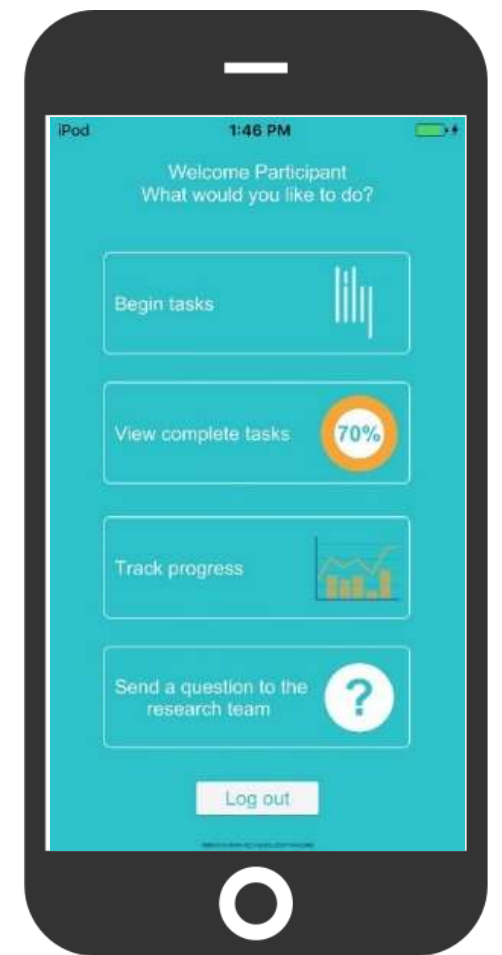 iPod
1:46 PM
Welcome Participant
What would you like to do?
Begin tasks
lily
View complete tasks
70%
Track progress
Send a question to the
research team
?
Log out